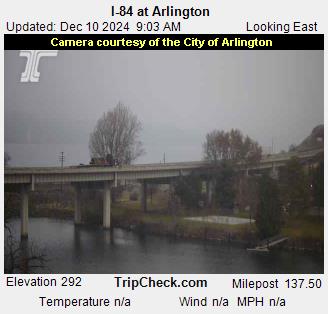 I-84 at Arlington
Updated: Dec 10 2024 9:03 AM Looking East
Camera courtesy of the City of Arlington
Elevation 292 TripCheck.com Milepost 137.50
Temperature n/a Wind n/a MPH n/a